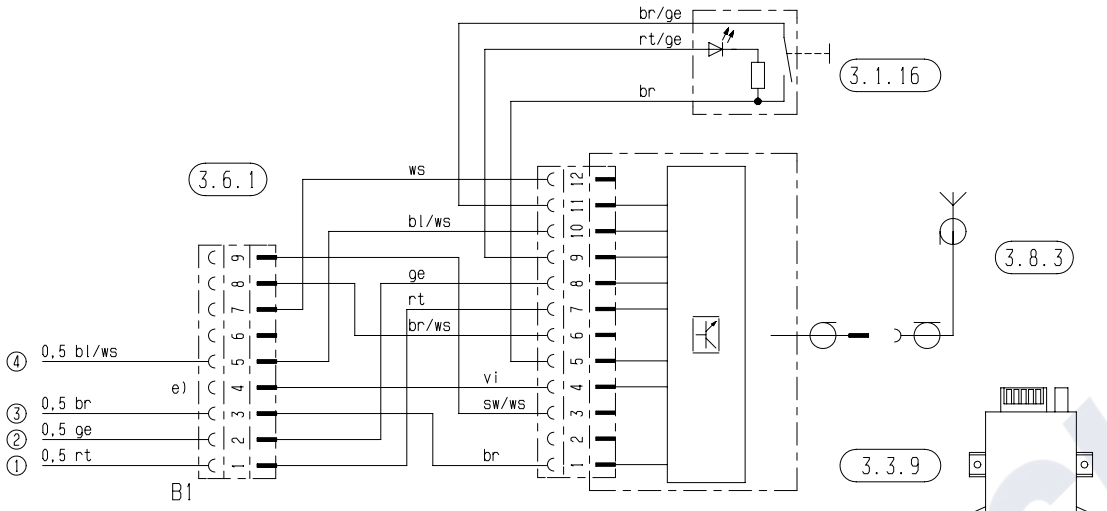 br/ge
rt/ge
3.1.16
br
3.6.1
ws
12
11
bl/ws
10
9
9
3.8.3
8
ge
8
7
rt
7
6
br/ws
6
④ 0,5 bl/ws
5
5
e)
4
vi
4
③ 0,5 br
3
sw/ws
3
② 0,5 ge
2
2
① 0,5 rt
1
br
1
3.3.9
B1